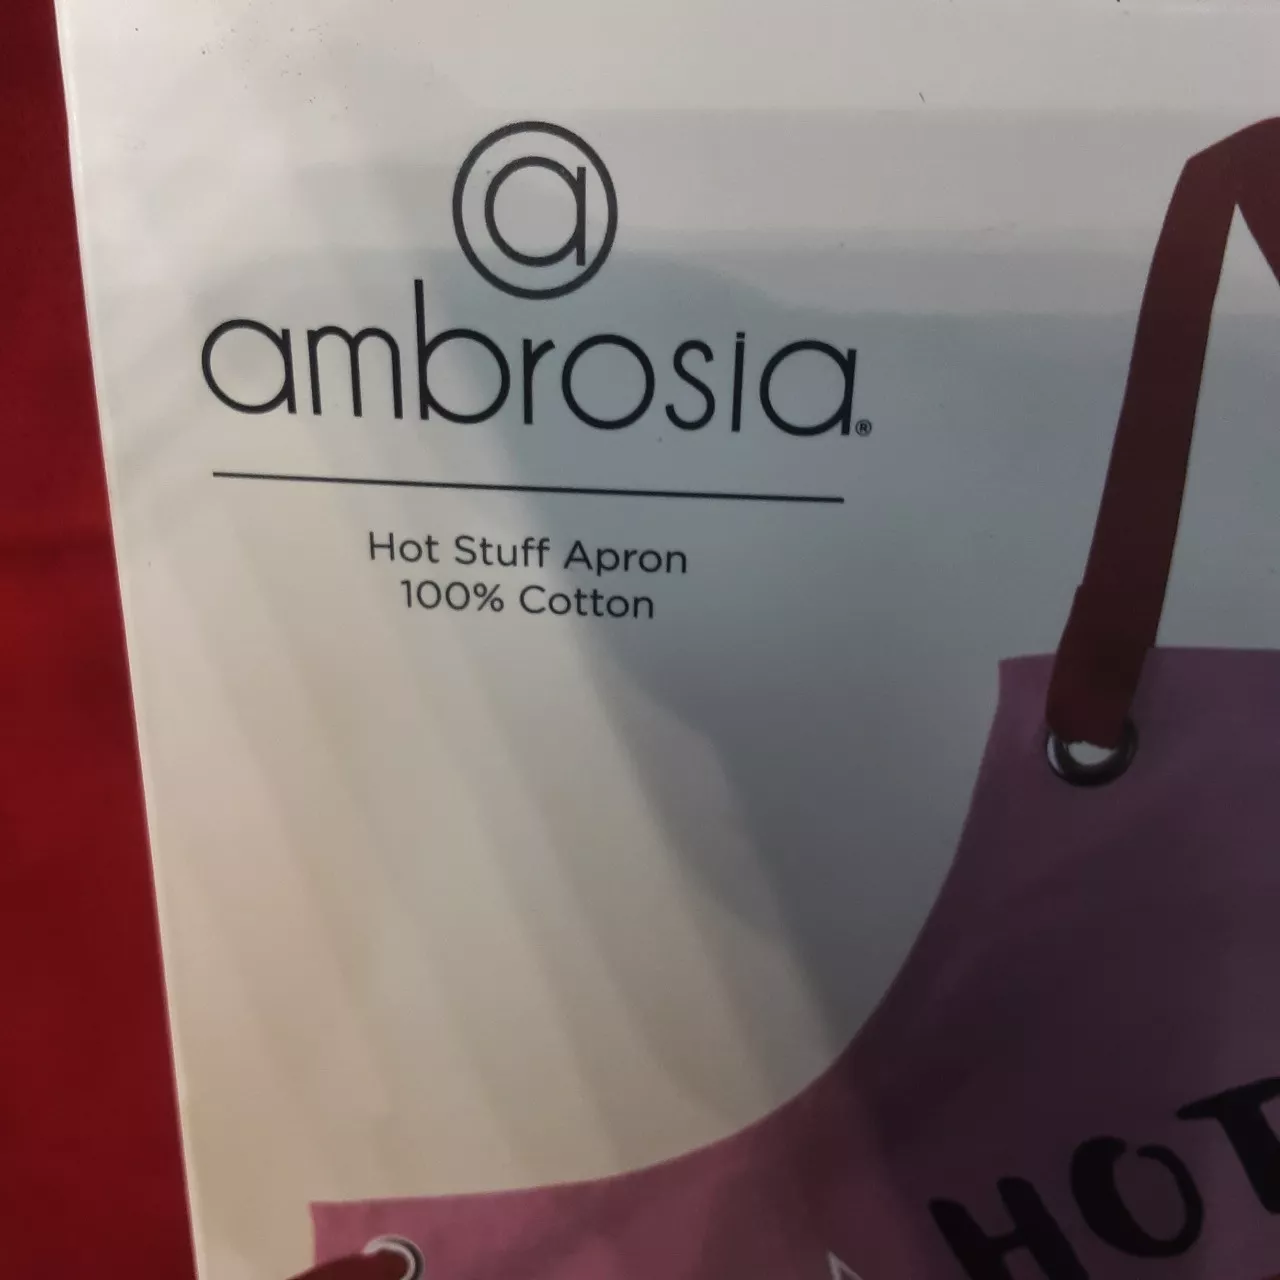 a
ambrosia®
Hot Stuff Apron
100% Cotton
HOT